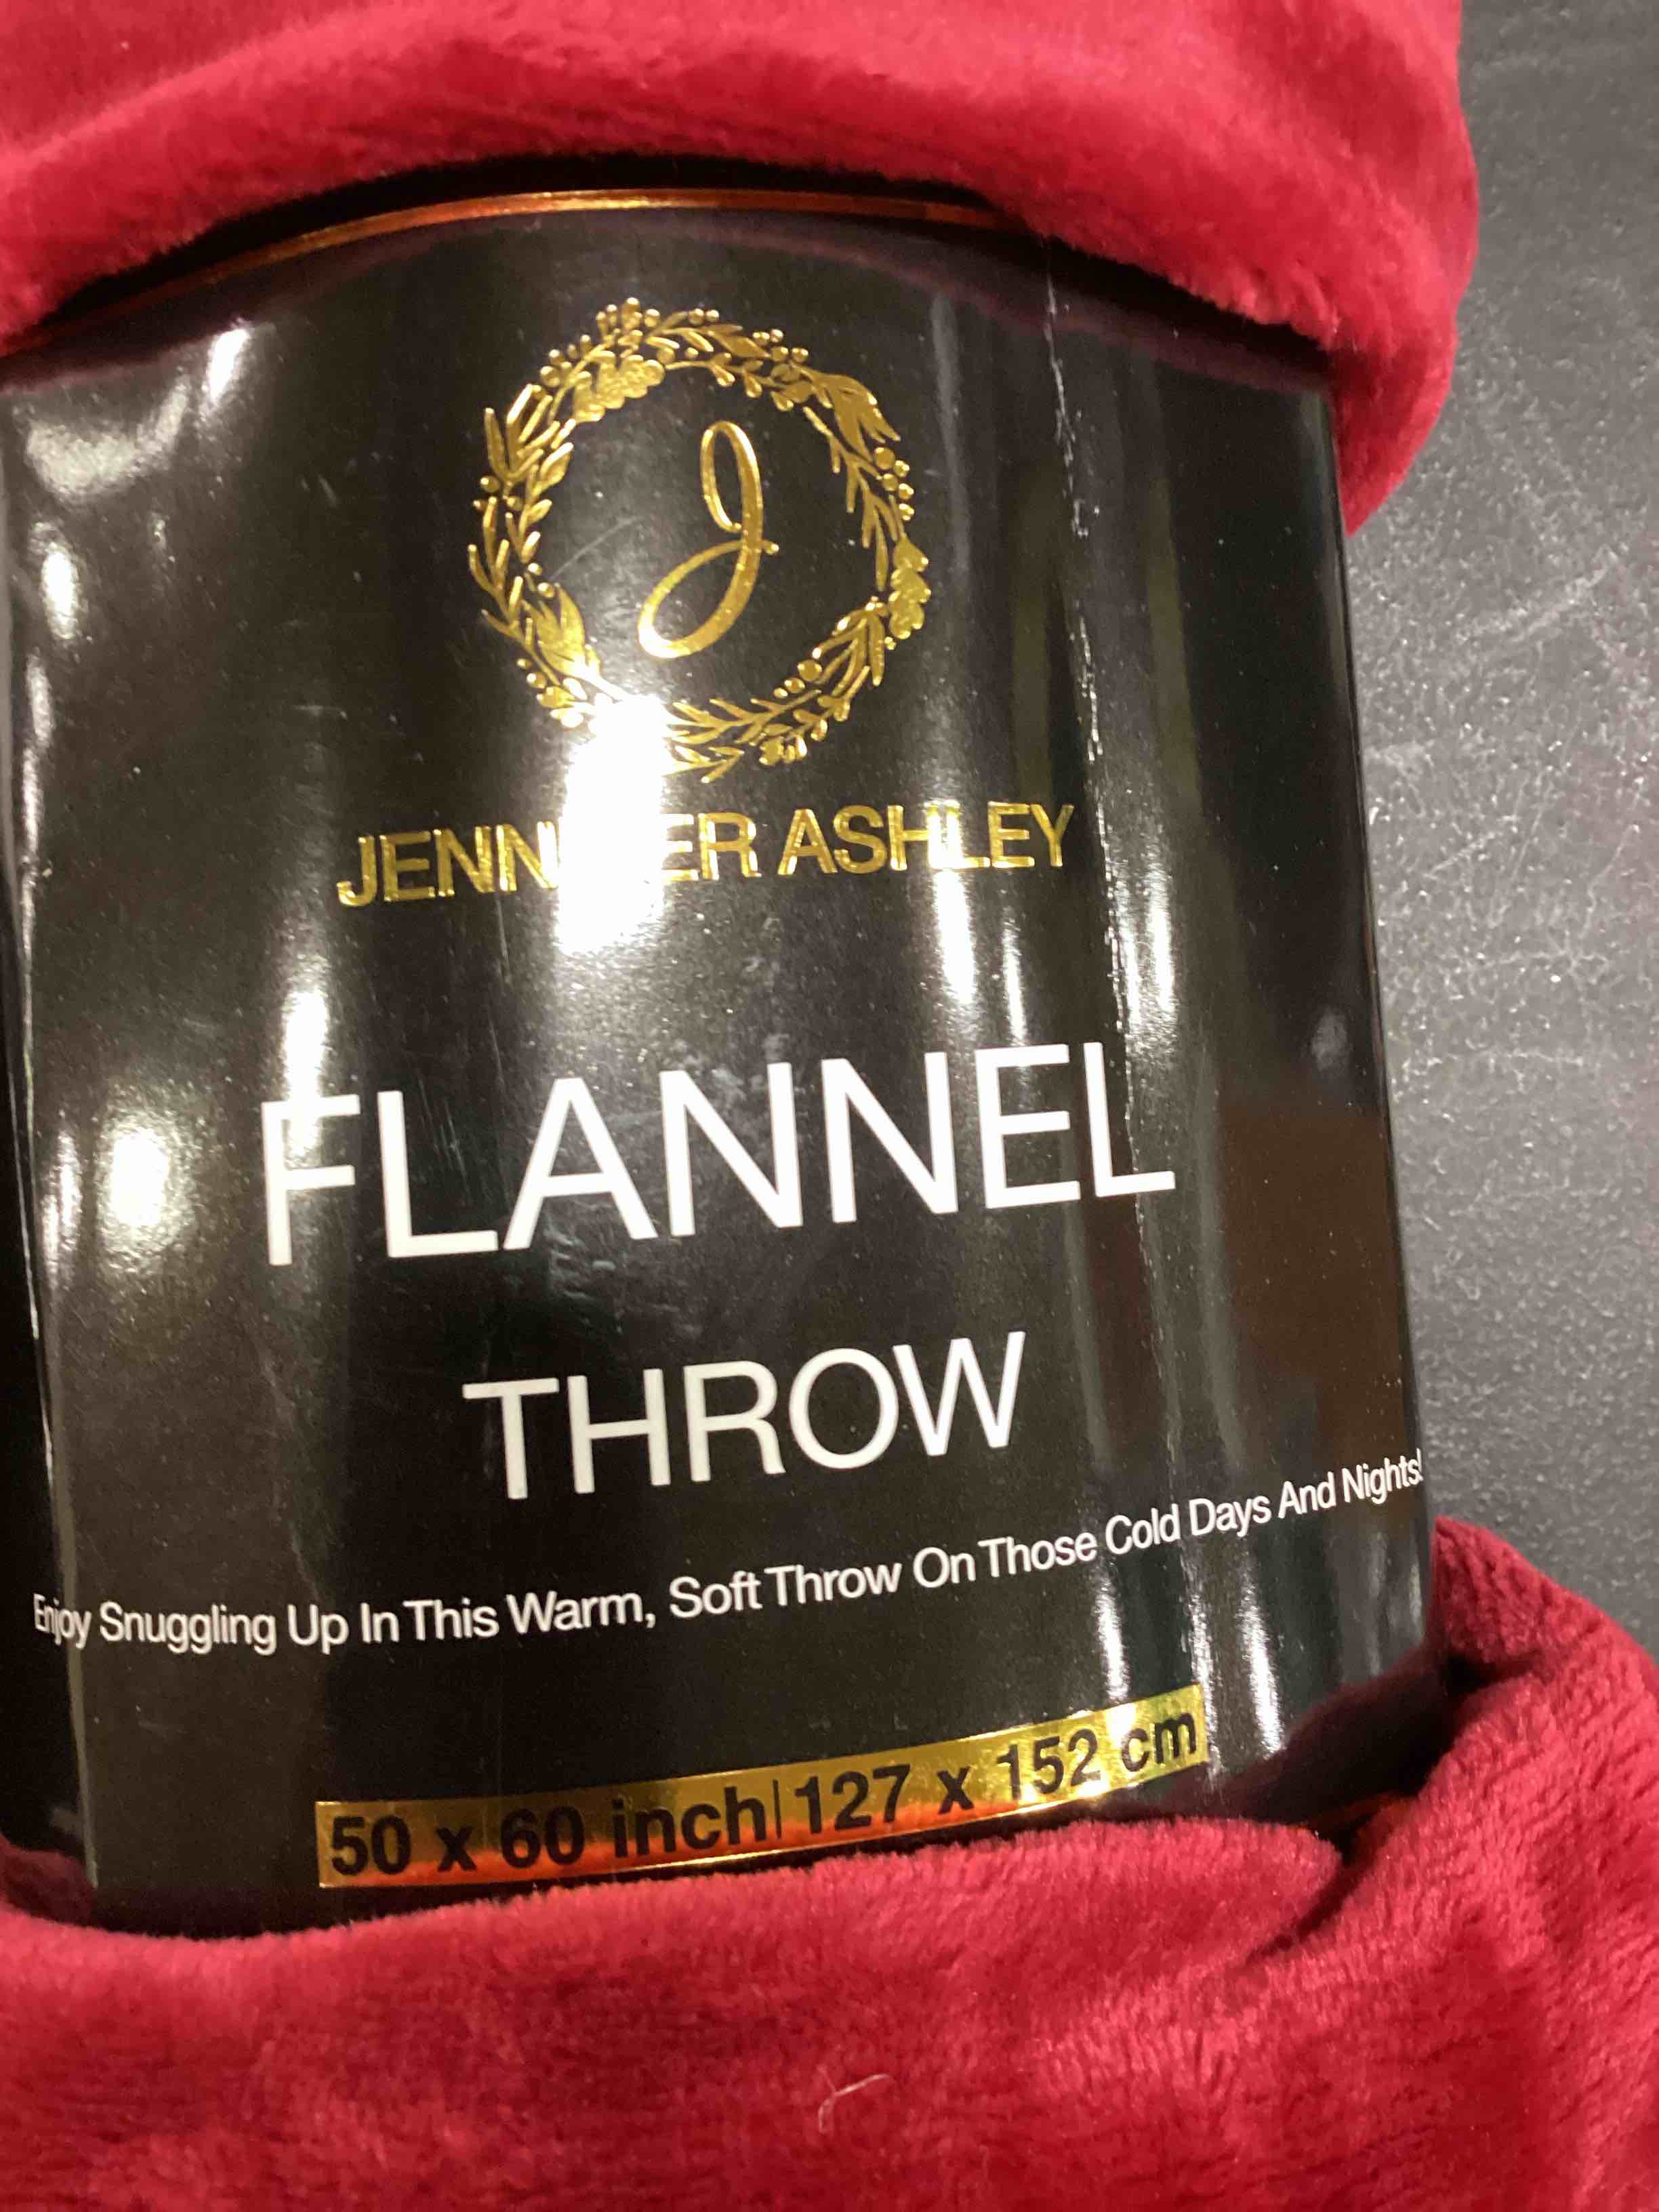 J
JENNIFER ASHLEY
FLANNEL
THROW
Enjoy Snuggling Up In This Warm, Soft Throw On Those Cold Days And Nights!
50 x 60 inch|127 x 152 cm